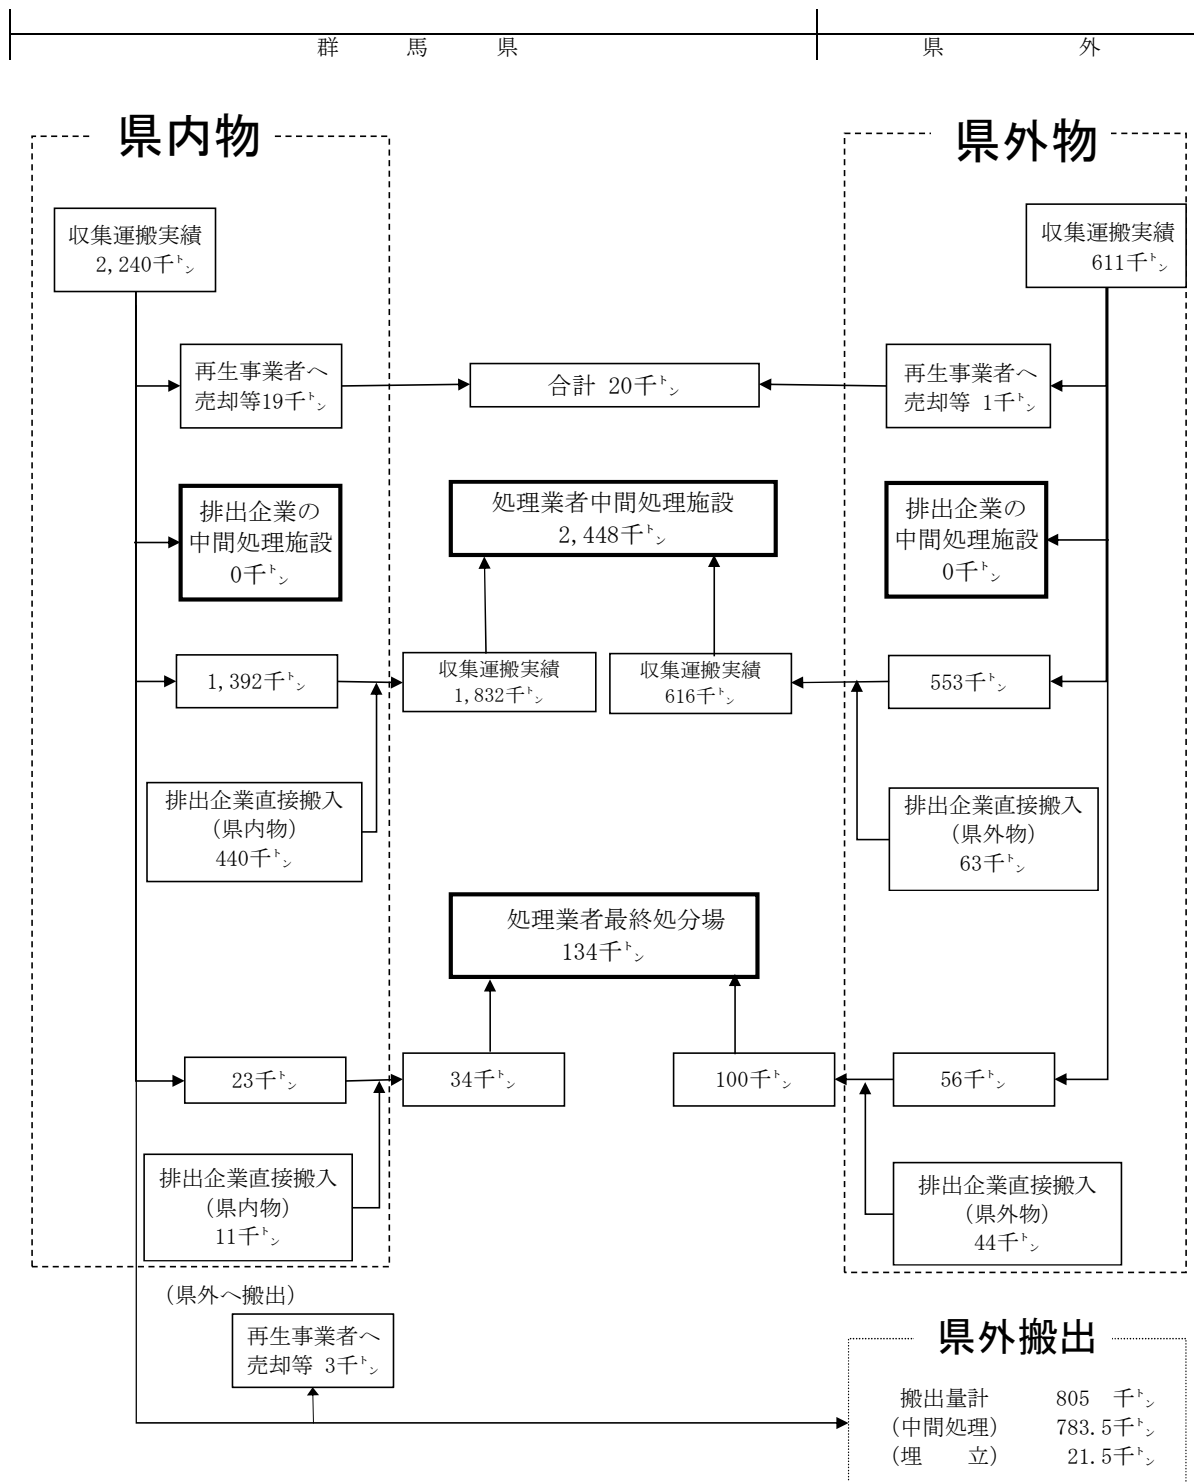 群　馬　県
県　外
県内物
県外物
収集運搬実績
2,240千㌧
収集運搬実績
611千㌧
再生事業者へ
売却等19千㌧
合計 20千㌧
再生事業者へ
売却等 1千㌧
排出企業の
中間処理施設
0千㌧
処理業者中間処理施設
2,448千㌧
排出企業の
中間処理施設
0千㌧
1,392千㌧
収集運搬実績
1,832千㌧
収集運搬実績
616千㌧
553千㌧
排出企業直接搬入
(県内物)
440千㌧
排出企業直接搬入
(県外物)
63千㌧
処理業者最終処分場
134千㌧
23千㌧
34千㌧
100千㌧
56千㌧
排出企業直接搬入
(県内物)
11千㌧
排出企業直接搬入
(県外物)
44千㌧
(県外へ搬出)
再生事業者へ
売却等 3千㌧
県外搬出
搬出量計　805 千㌧
(中間処理)　783.5千㌧
(埋　立)　21.5千㌧